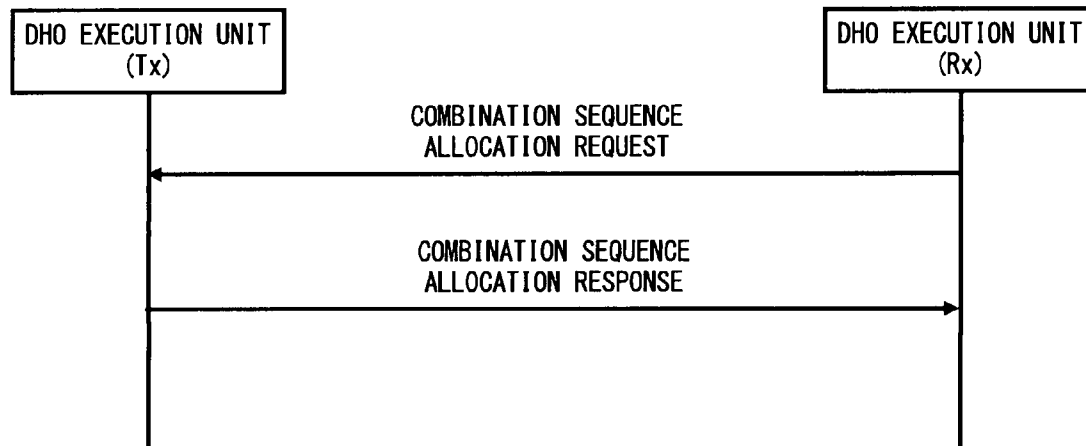 DHO EXECUTION UNIT
(Tx)
DHO EXECUTION UNIT
(Rx)
COMBINATION SEQUENCE
ALLOCATION REQUEST
COMBINATION SEQUENCE
ALLOCATION RESPONSE